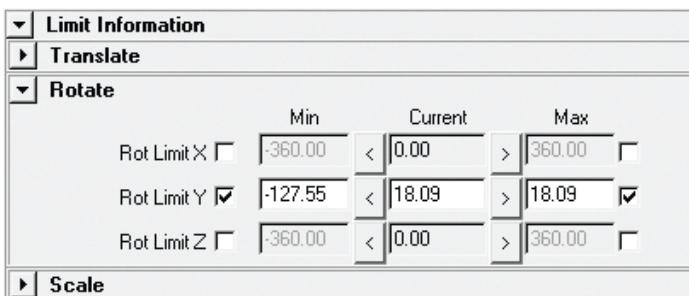 Limit Information
Translate
Rotate
Min Current Max
Rot Limit X -360.00 < 0.00 > 360.00
Rot Limit Y -127.55 < 18.09 > 18.09
Rot Limit Z -360.00 < 0.00 > 360.00
Scale